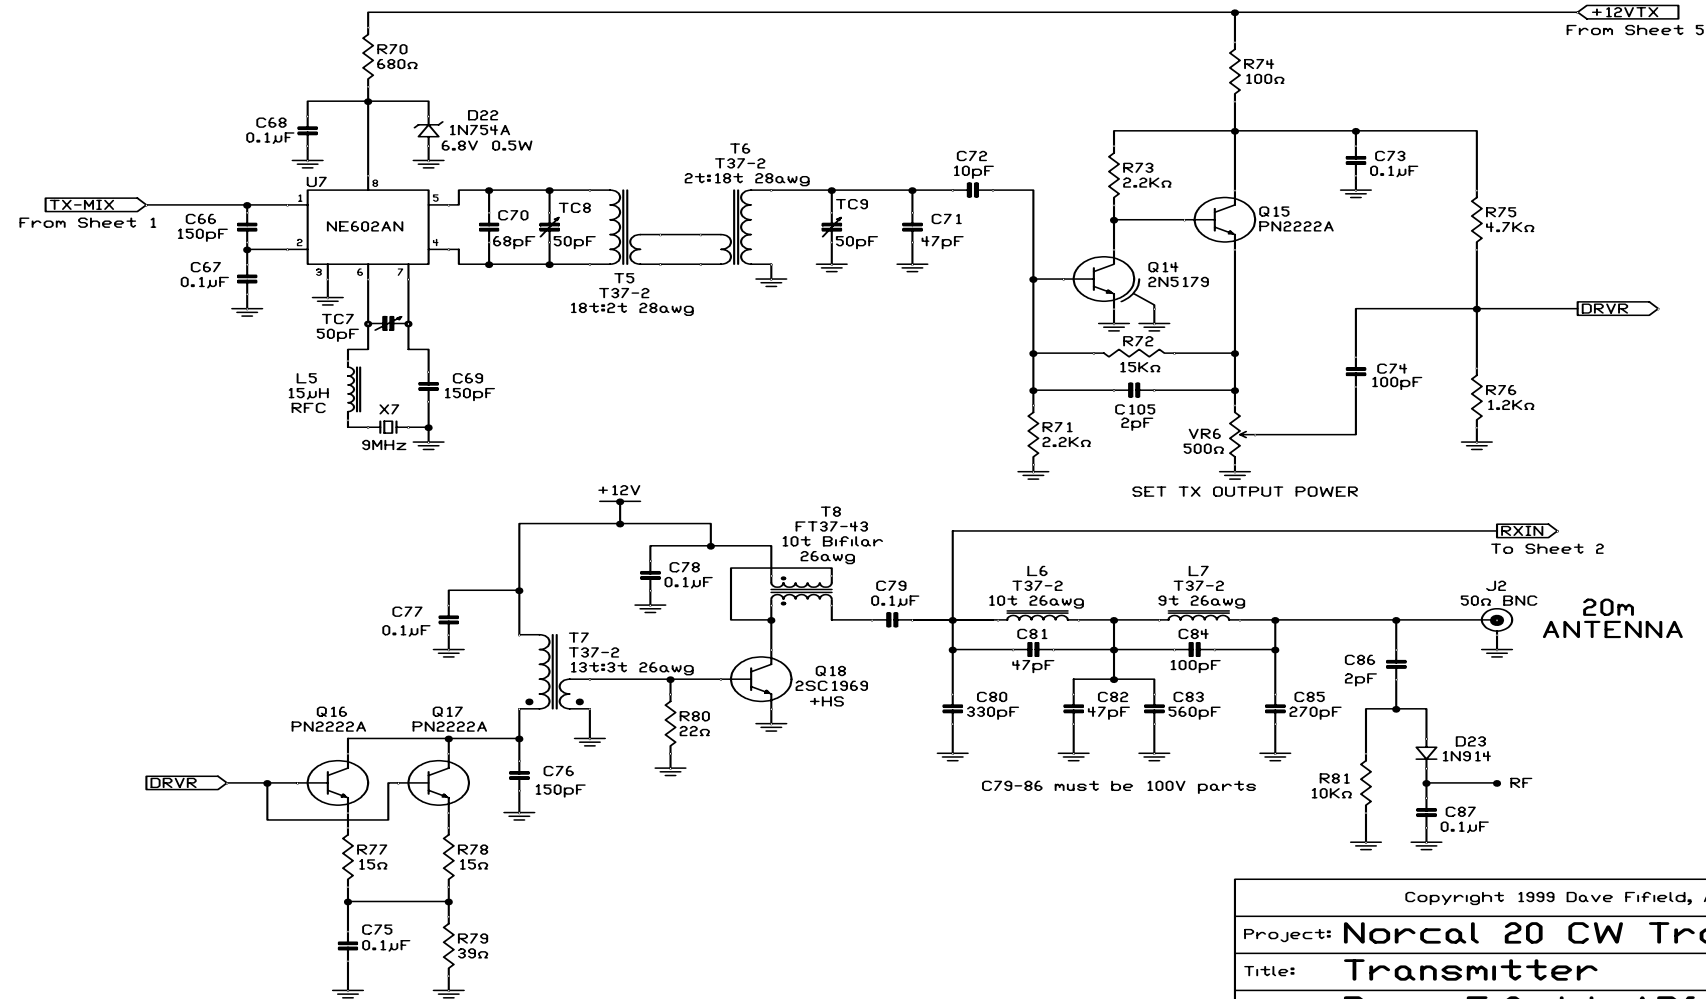 +12VTX
From Sheet 5
R70
680Ω
R74
100Ω
C68
0.1µF
D22
1N754A
6.8V 0.5W
T6
T37-2
2t:18t 28awg
C72
10pF
R73
2.2KΩ
C73
0.1µF
U7
8
TX-MIX
From Sheet 1
1
5
C66
150pF
NE602AN
C70
68pF
TC8
50pF
TC9
50pF
C71
47pF
Q15
PN2222A
R75
4.7KΩ
2
4
C67
0.1µF
3
6
7
T5
T37-2
18t:2t 28awg
Q14
2N5179
TC7
50pF
DRVR
R72
15KΩ
L5
15µH
RFC
C69
150pF
X7
9MHz
C74
100pF
R76
1.2KΩ
C105
2pF
R71
2.2KΩ
VR6
500Ω
SET TX OUTPUT POWER
+12V
T8
FT37-43
10t Bifilar
26awg
RXIN
To Sheet 2
C78
0.1µF
C79
0.1µF
L6
T37-2
10t 26awg
L7
T37-2
9t 26awg
J2
50Ω BNC
20m
ANTENNA
C77
0.1µF
T7
T37-2
13t:3t 26awg
C81
47pF
C84
100pF
C86
2pF
Q18
2SC1969
+HS
R80
22Ω
C80
330pF
C82
47pF
C83
560pF
C85
270pF
Q16
PN2222A
Q17
PN2222A
D23
1N914
DRVR
C76
150pF
C79-86 must be 100V parts
R81
10KΩ
RF
C87
0.1µF
R77
15Ω
R78
15Ω
C75
0.1µF
R79
39Ω
Copyright 1999 Dave Fifield, A
Project: Norcal 20 CW Tra
Title: Transmitter